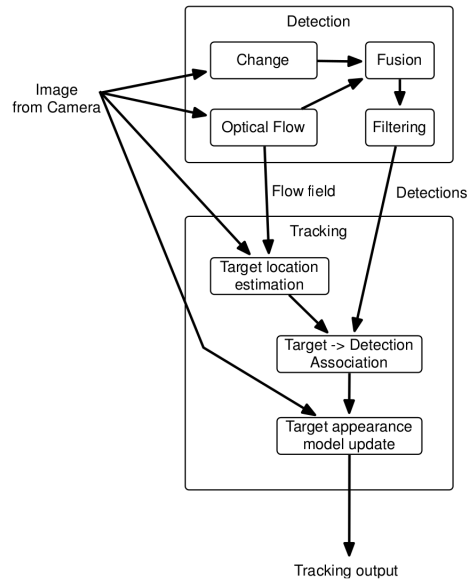 Detection
Change
Fusion
Image
from Camera
Optical Flow
Filtering
Flow field
Detections
Tracking
Target location
estimation
Target -> Detection
Association
Target appearance
model update
Tracking output